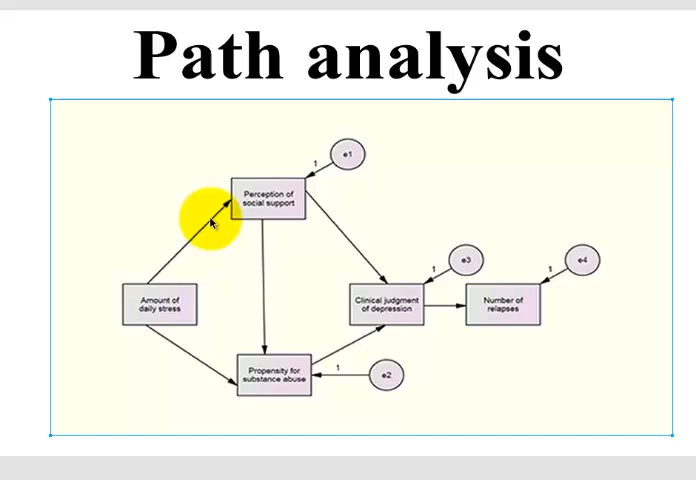 Path analysis
e1
1
Perception of
social support
e3
e4
1
1
Amount of
daily stress
Clinical judgment
of depression
Number of
relapses
Propensity for
substance abuse
1
e2